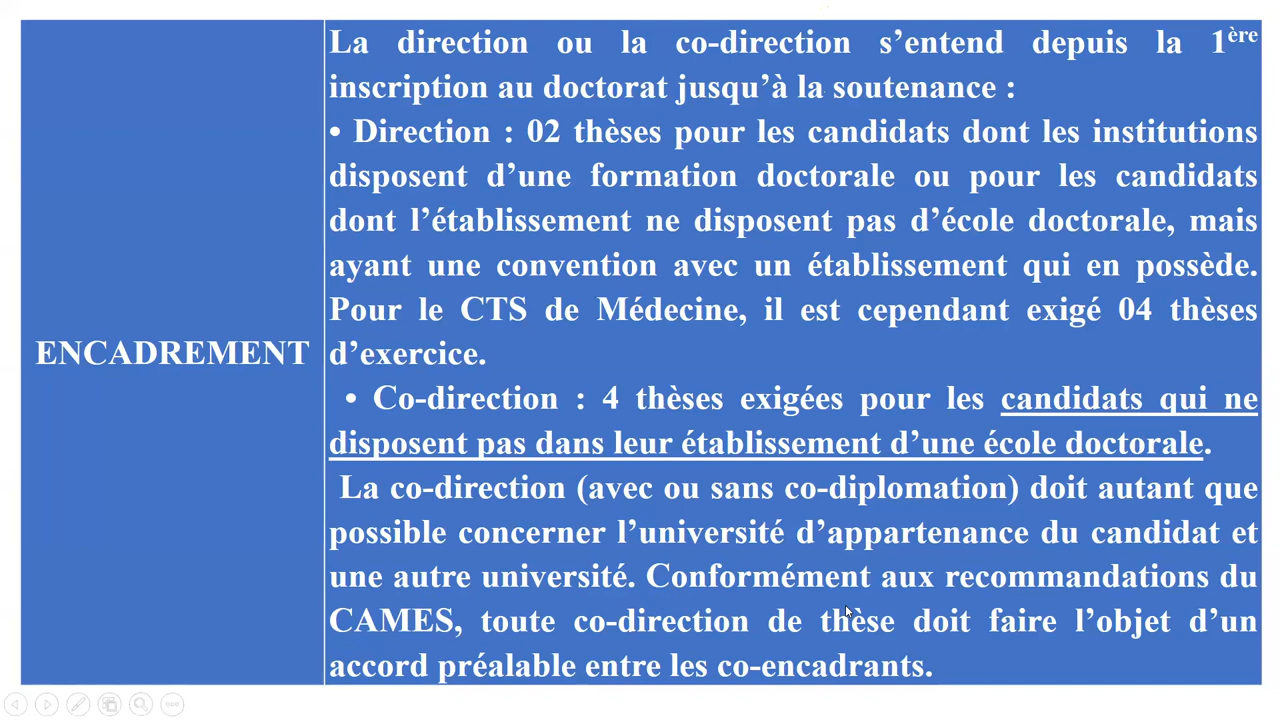 ENCADREMENT
La direction ou la co-direction s’entend depuis la 1ère
inscription au doctorat jusqu’à la soutenance :
• Direction : 02 thèses pour les candidats dont les institutions
disposent d’une formation doctorale ou pour les candidats
dont l’établissement ne disposent pas d’école doctorale, mais
ayant une convention avec un établissement qui en possède.
Pour le CTS de Médecine, il est cependant exigé 04 thèses
d’exercice.
• Co-direction : 4 thèses exigées pour les candidats qui ne
disposent pas dans leur établissement d’une école doctorale.
La co-direction (avec ou sans co-diplomation) doit autant que
possible concerner l’université d’appartenance du candidat et
une autre université. Conformément aux recommandations du
CAMES, toute co-direction de thèse doit faire l’objet d’un
accord préalable entre les co-encadrants.